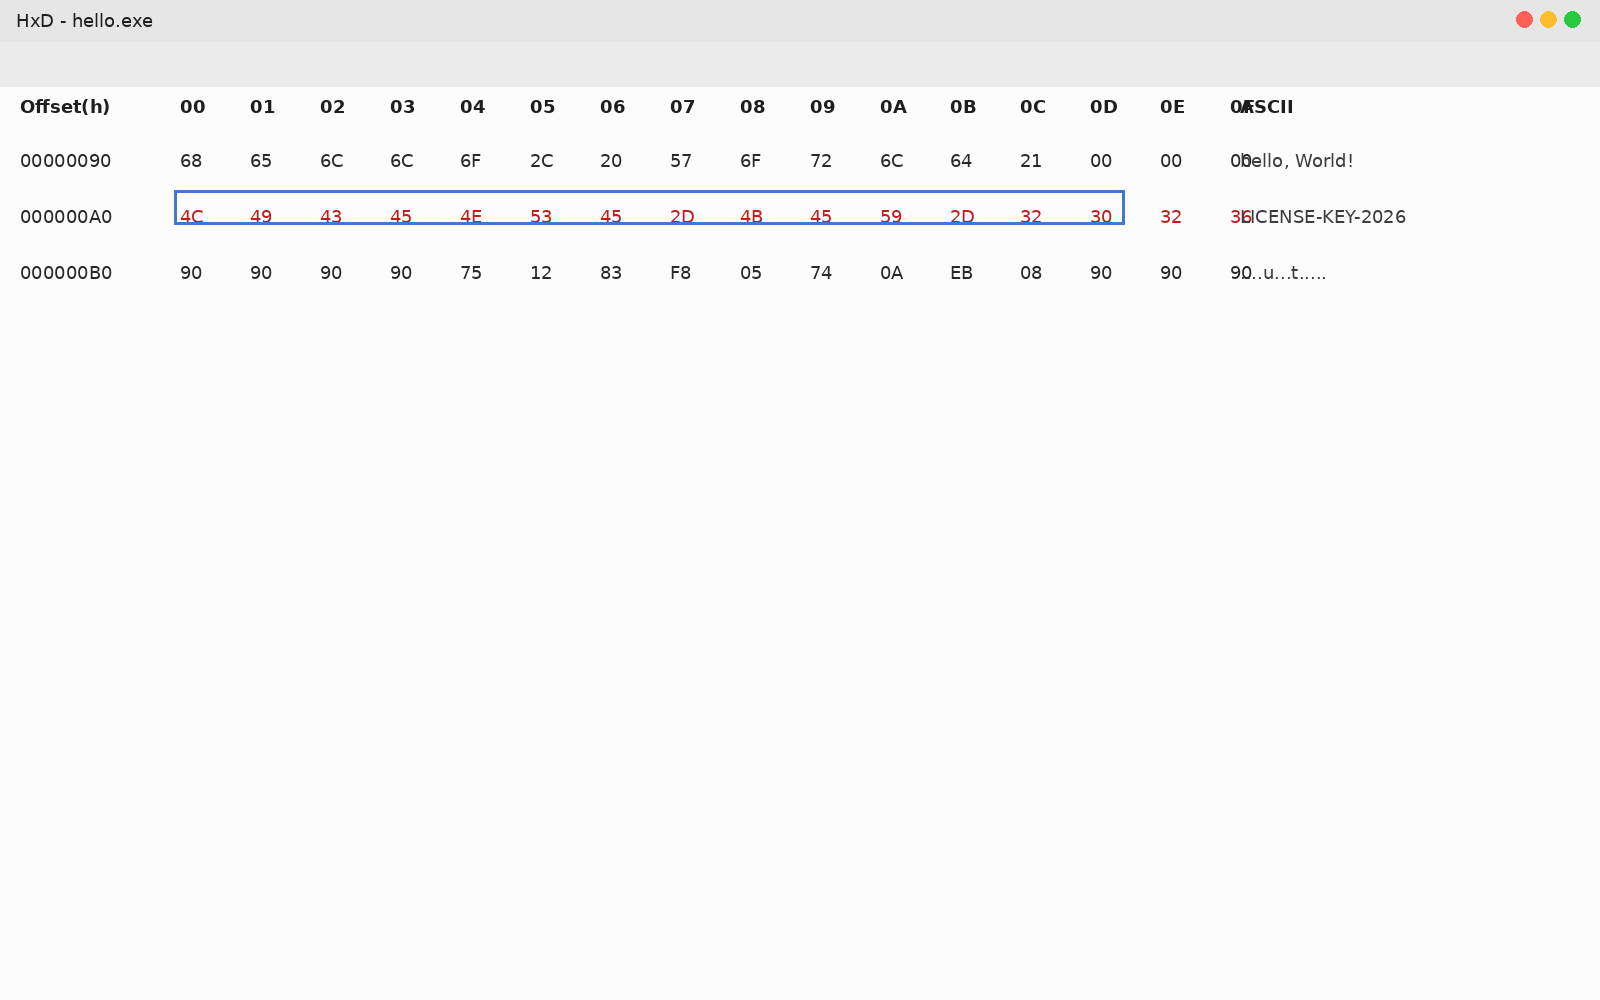 HxD - hello.exe
Offset(h) 00 01 02 03 04 05 06 07 08 09 0A 0B 0C 0D 0E 0F ASCII
00000090 68 65 6C 6C 6F 2C 20 57 6F 72 6C 64 21 00 00 00 hello, World!
000000A0 4C 49 43 45 4E 53 45 2D 4B 45 59 2D 32 30 32 36 LICENSE-KEY-2026
000000B0 90 90 90 90 75 12 83 F8 05 74 0A EB 08 90 90 90 ....u...t.....